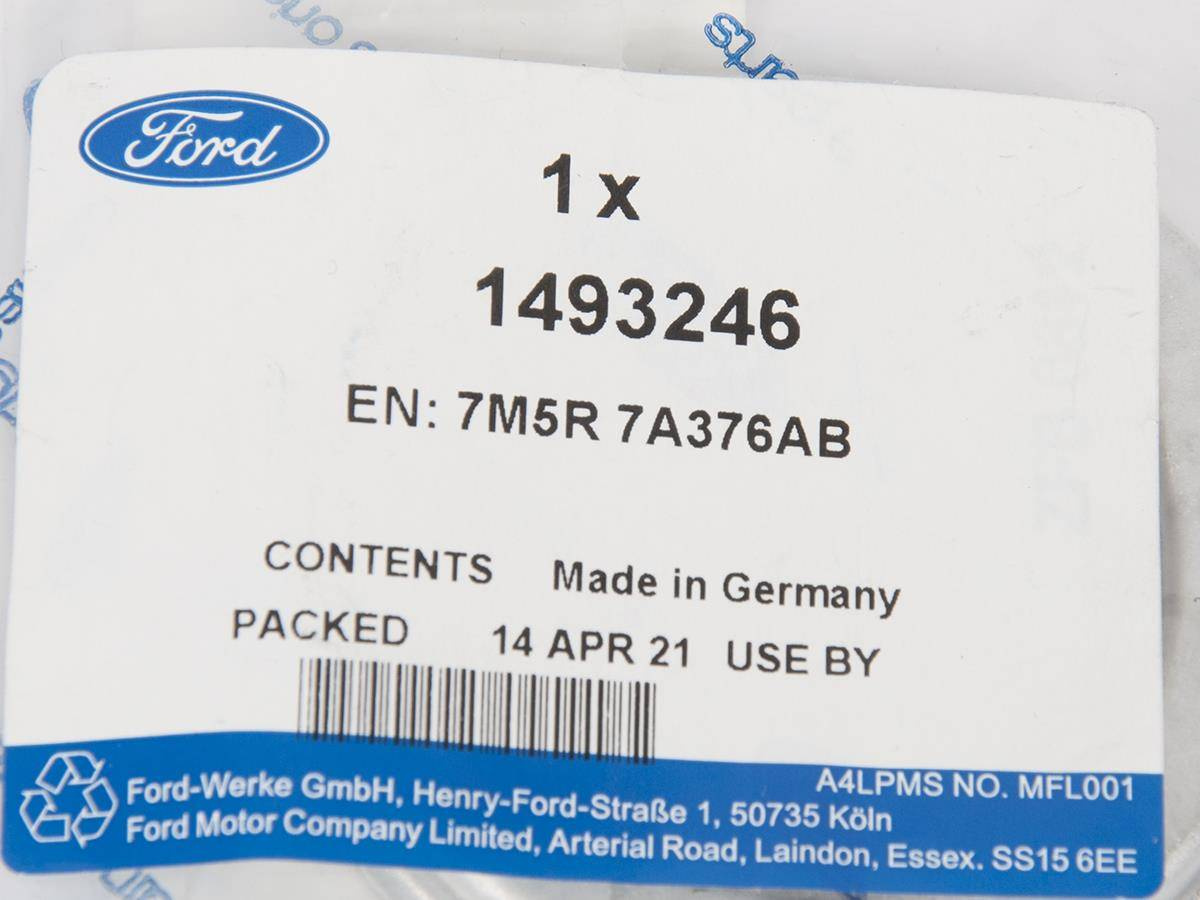 Ford
1 x
1493246
EN: 7M5R 7A376AB
CONTENTS Made in Germany
PACKED 14 APR 21 USE BY
A4LPMS NO. MFL001
Ford-Werke GmbH, Henry-Ford-Straße 1, 50735 Köln
Ford Motor Company Limited, Arterial Road, Laindon, Essex. SS15 6EE